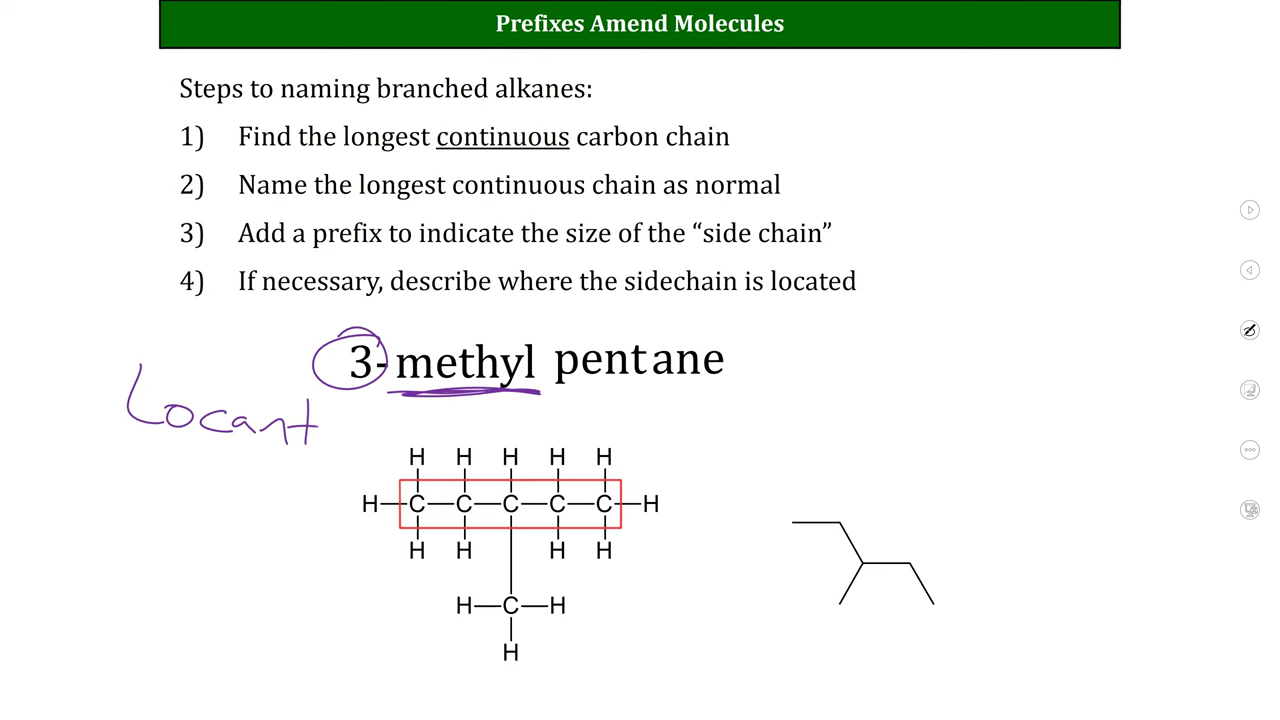 Prefixes Amend Molecules
Steps to naming branched alkanes:
1) Find the longest continuous carbon chain
2) Name the longest continuous chain as normal
3) Add a prefix to indicate the size of the “side chain”
4) If necessary, describe where the sidechain is located
3-methyl pentane
Locant
H H H H H
H—C—C—C—C—C—H
H H H H
H—C—H
H